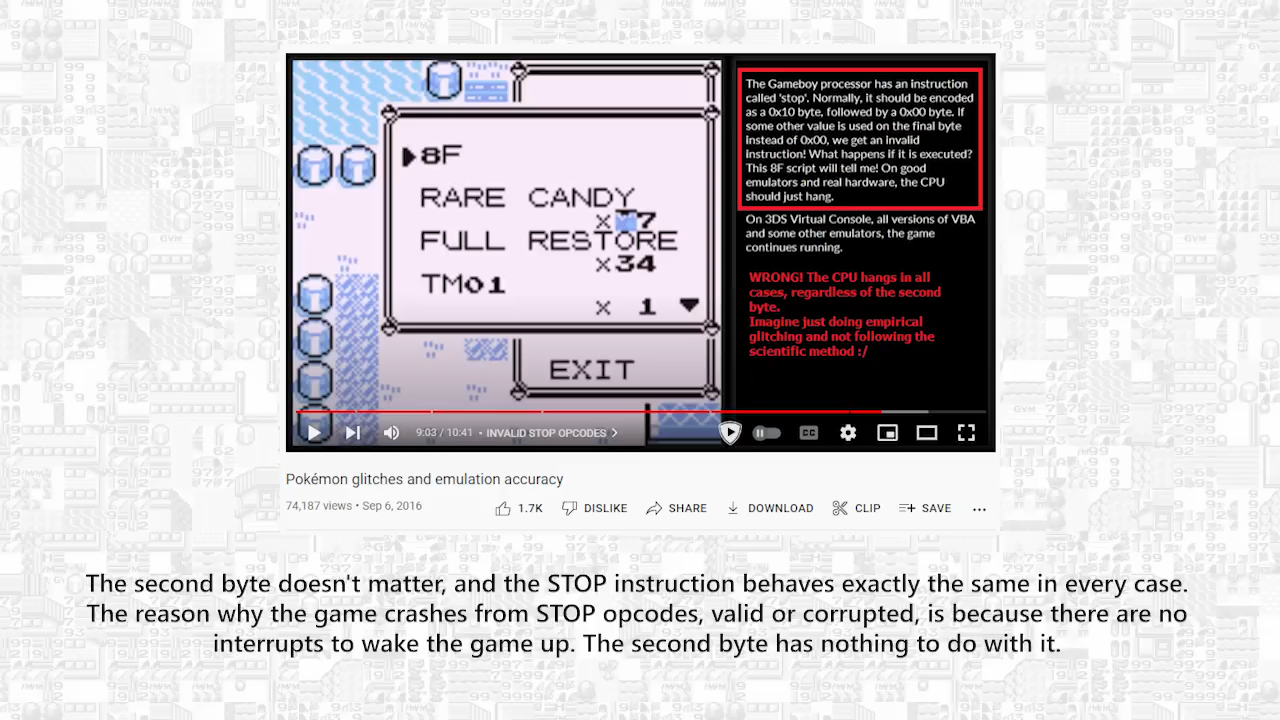 8F
RARE CANDY
× 7
FULL RESTORE
×34
TM01
× 1
EXIT
The Gameboy processor has an instruction
called 'stop'. Normally, it should be encoded
as a 0x10 byte, followed by a 0x00 byte. If
some other value is used on the final byte
instead of 0x00, we get an invalid
instruction! What happens if it is executed?
This 8F script will tell me! On good
emulators and real hardware, the CPU
should just hang.
On 3DS Virtual Console, all versions of VBA
and some other emulators, the game
continues running.
WRONG! The CPU hangs in all
cases, regardless of the second
byte.
Imagine just doing empirical
glitching and not following the
scientific method :/
9:03 / 10:41 • INVALID STOP OPCODES >
CC
Pokémon glitches and emulation accuracy
74,187 views • Sep 6, 2016
1.7K DISLIKE SHARE DOWNLOAD CLIP SAVE ...
The second byte doesn't matter, and the STOP instruction behaves exactly the same in every case.
The reason why the game crashes from STOP opcodes, valid or corrupted, is because there are no
interrupts to wake the game up. The second byte has nothing to do with it.